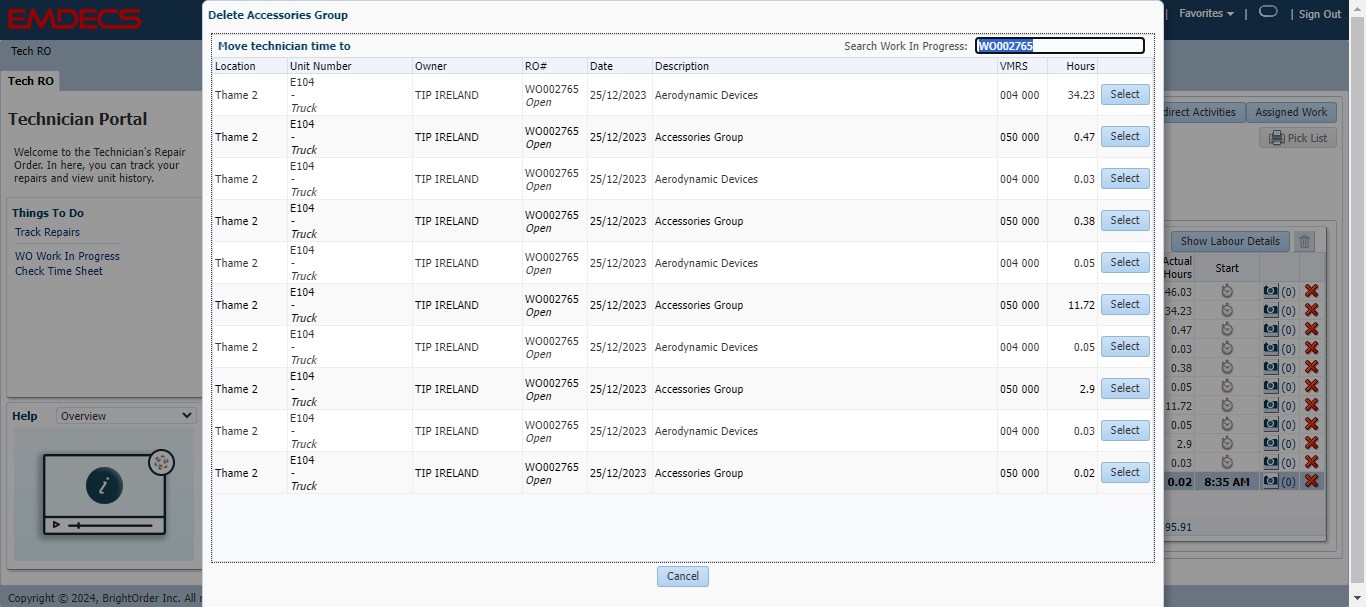 EMDECS
Favorites | Sign Out
Tech RO
Tech RO
Technician Portal
Welcome to the Technician's Repair
Order. In here, you can track your
repairs and view unit history.
Things To Do
Track Repairs
WO Work In Progress
Check Time Sheet
Help Overview
Copyright © 2024, BrightOrder Inc. All
Delete Accessories Group
Move technician time to Search Work In Progress: WO002765
Location Unit Number Owner RO# Date Description VMRS Hours
Thame 2 E104 - Truck TIP IRELAND WO002765 Open 25/12/2023 Aerodynamic Devices 004 000 34.23 Select
Thame 2 E104 - Truck TIP IRELAND WO002765 Open 25/12/2023 Accessories Group 050 000 0.47 Select
Thame 2 E104 - Truck TIP IRELAND WO002765 Open 25/12/2023 Aerodynamic Devices 004 000 0.03 Select
Thame 2 E104 - Truck TIP IRELAND WO002765 Open 25/12/2023 Accessories Group 050 000 0.38 Select
Thame 2 E104 - Truck TIP IRELAND WO002765 Open 25/12/2023 Aerodynamic Devices 004 000 0.05 Select
Thame 2 E104 - Truck TIP IRELAND WO002765 Open 25/12/2023 Accessories Group 050 000 11.72 Select
Thame 2 E104 - Truck TIP IRELAND WO002765 Open 25/12/2023 Aerodynamic Devices 004 000 0.05 Select
Thame 2 E104 - Truck TIP IRELAND WO002765 Open 25/12/2023 Accessories Group 050 000 2.9 Select
Thame 2 E104 - Truck TIP IRELAND WO002765 Open 25/12/2023 Aerodynamic Devices 004 000 0.03 Select
Thame 2 E104 - Truck TIP IRELAND WO002765 Open 25/12/2023 Accessories Group 050 000 0.02 Select
Cancel
direct Activities Assigned Work
Pick List
Show Labour Details
Actual Hours Start
46.03 (0)
34.23 (0)
0.47 (0)
0.03 (0)
0.38 (0)
0.05 (0)
11.72 (0)
0.05 (0)
2.9 (0)
0.03 (0)
0.02 8:35 AM (0)
95.91